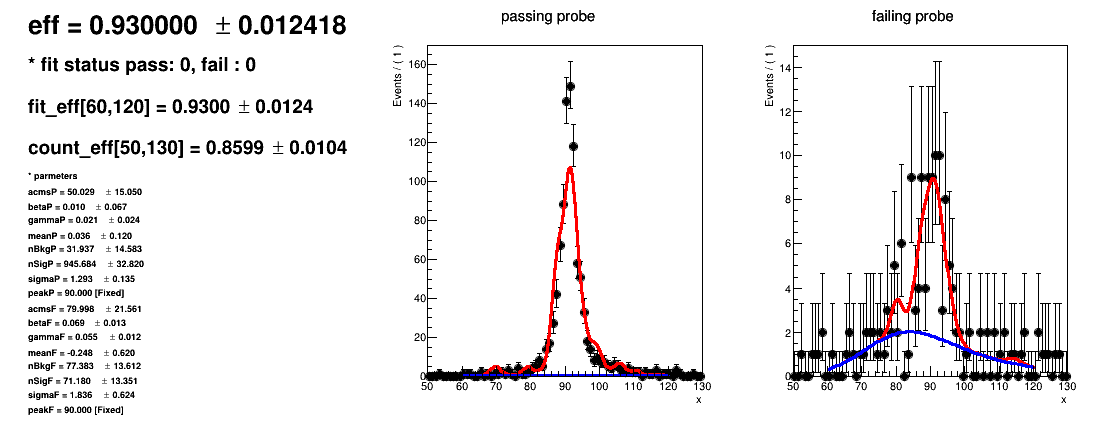 eff = 0.930000 ± 0.012418
* fit status pass: 0, fail : 0
fit_eff[60,120] = 0.9300 ± 0.0124
count_eff[50,130] = 0.8599 ± 0.0104
* parmeters
acmsP = 50.029 ± 15.050
betaP = 0.010 ± 0.067
gammaP = 0.021 ± 0.024
meanP = 0.036 ± 0.120
nBkgP = 31.937 ± 14.583
nSigP = 945.684 ± 32.820
sigmaP = 1.293 ± 0.135
peakP = 90.000 [Fixed]
acmsF = 79.998 ± 21.561
betaF = 0.069 ± 0.013
gammaF = 0.055 ± 0.012
meanF = -0.248 ± 0.620
nBkgF = 77.383 ± 13.612
nSigF = 71.180 ± 13.351
sigmaF = 1.836 ± 0.624
peakF = 90.000 [Fixed]
passing probe
Events / ( 1 )
160
140
120
100
80
60
40
20
0
50 60 70 80 90 100 110 120 130
x
failing probe
Events / ( 1 )
14
12
10
8
6
4
2
0
50 60 70 80 90 100 110 120 130
x